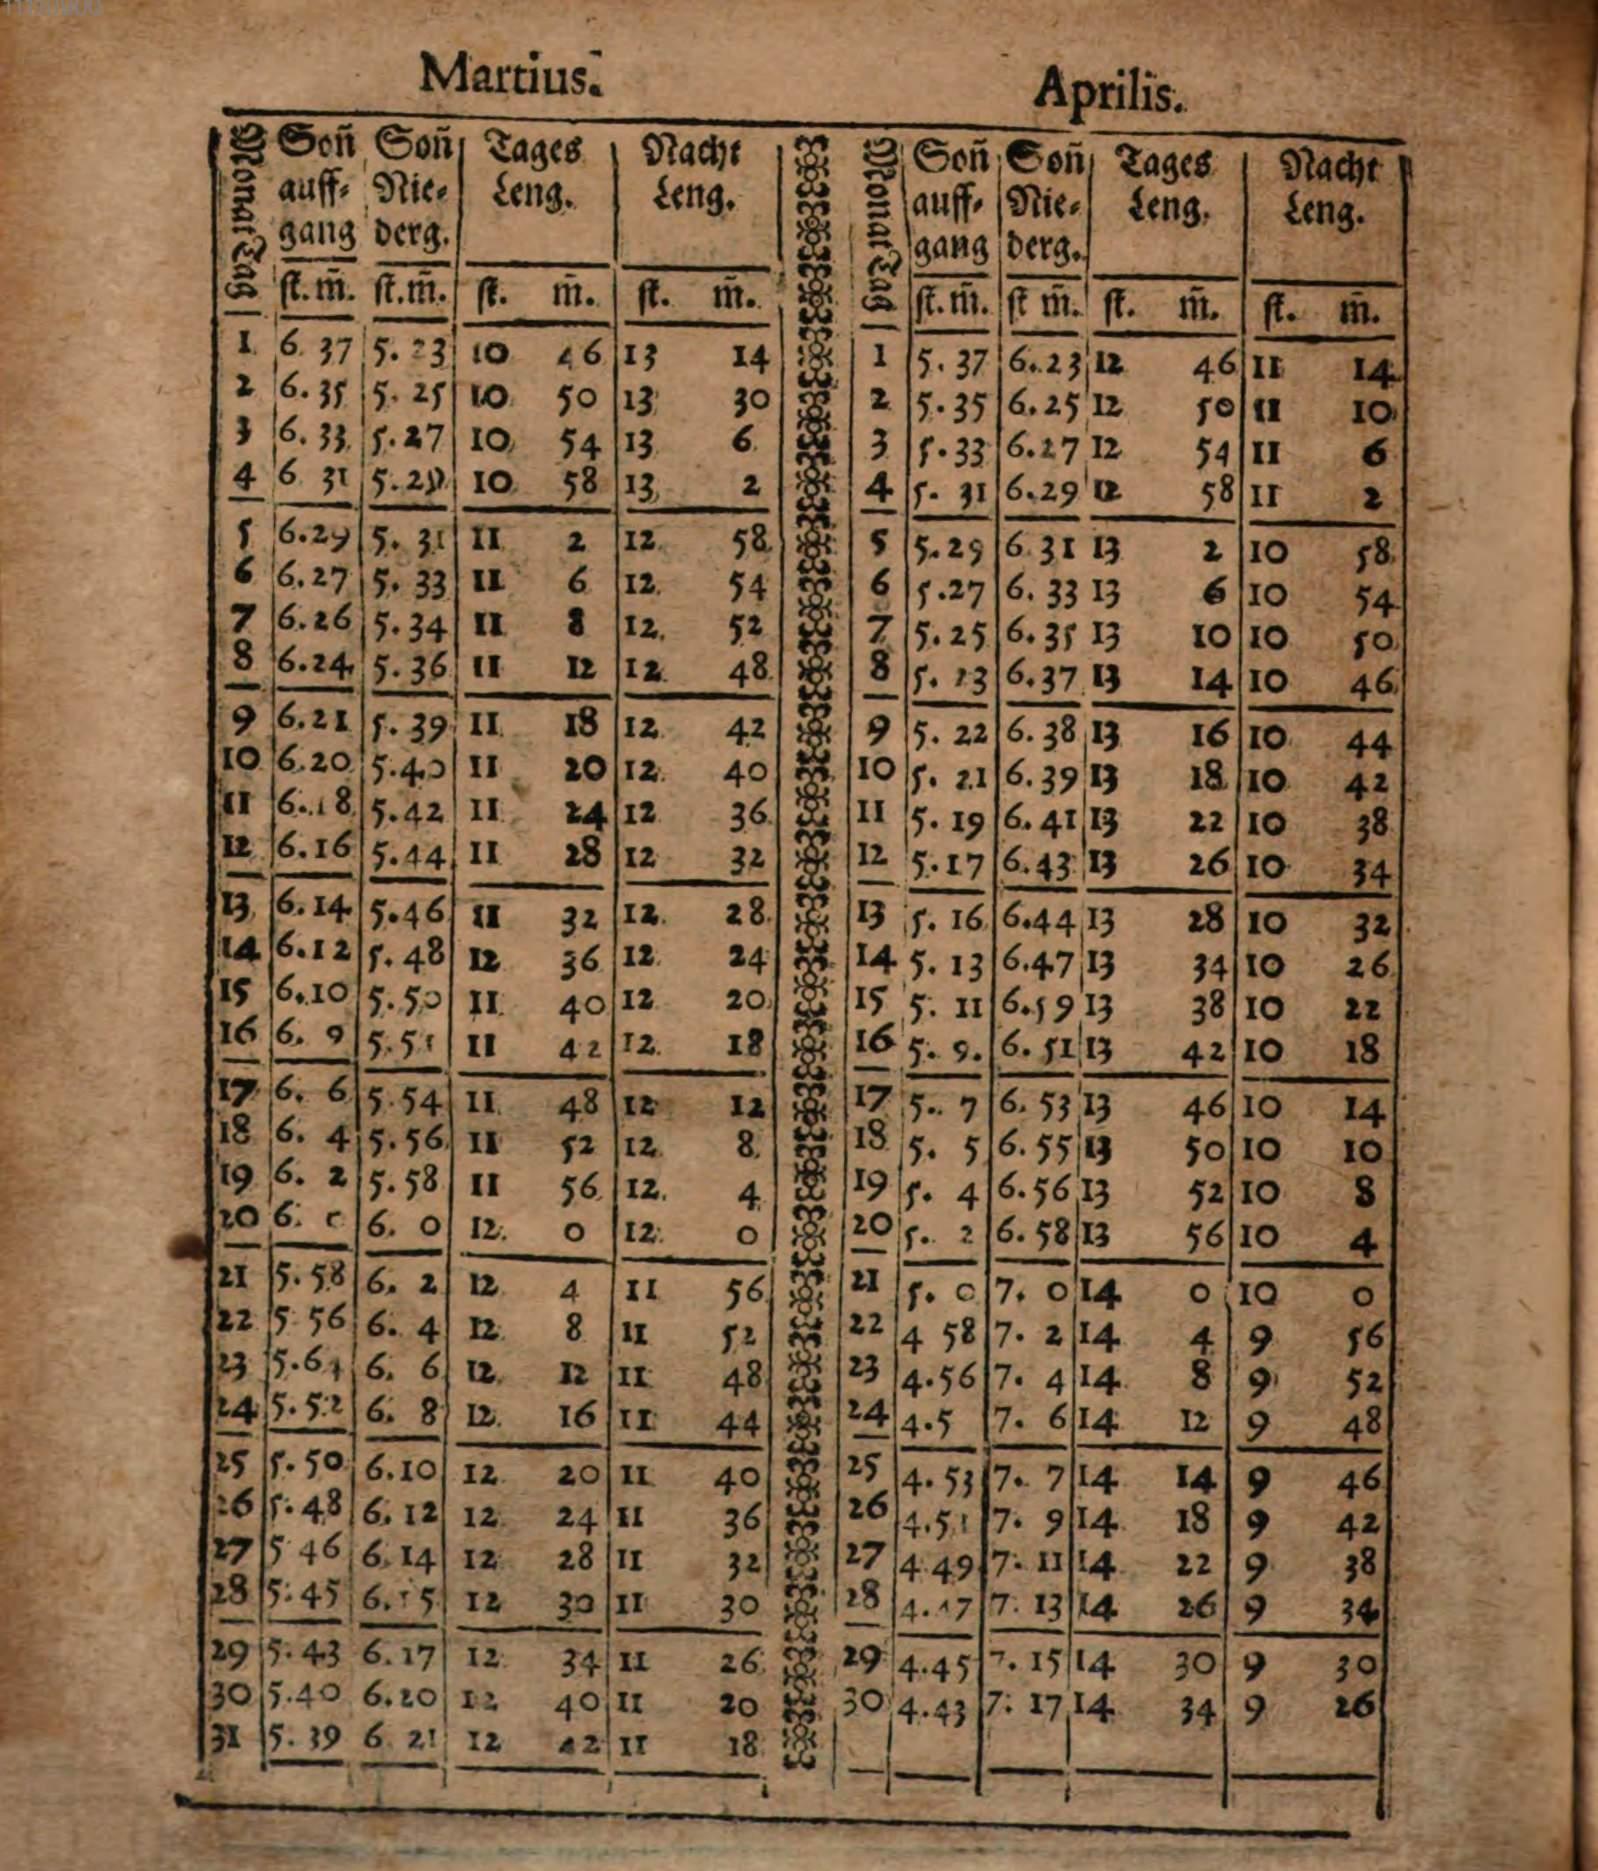 Martius.
Monat Tag Soñ auffgang Soñ Niederg. Tages Leng. Nacht Leng.
st. m̄. st. m̄. st. m̄. st. m̄.
1 6. 37 5. 23 10 46 13 14
2 6. 35 5. 25 10 50 13 30
3 6. 33 5. 27 10 54 13 6
4 6 31 5. 29 10 58 13 2
5 6. 29 5. 31 11 2 12 58
6 6. 27 5. 33 11 6 12 54
7 6. 26 5. 34 11 8 12 52
8 6. 24 5. 36 11 12 12 48
9 6. 21 5. 39 11 18 12 42
10 6. 20 5. 40 11 20 12 40
11 6. 18 5. 42 11 24 12 36
12 6. 16 5. 44 11 28 12 32
13 6. 14 5. 46 11 32 12 28
14 6. 12 5. 48 12 36 12 24
15 6. 10 5. 50 11 40 12 20
16 6. 9 5. 51 11 42 12 18
17 6. 6 5. 54 11 48 12 12
18 6. 4 5. 56 11 52 12 8
19 6. 2 5. 58 11 56 12 4
20 6. 0 6. 0 12 0 12 0
21 5. 58 6. 2 12 4 11 56
22 5 56 6. 4 12 8 11 52
23 5. 6. 6 12 12 11 48
24 5. 52 6. 8 12 16 11 44
25 5. 50 6. 10 12 20 11 40
26 5. 48 6. 12 12 24 11 36
27 5 46 6. 14 12 28 11 32
28 5. 45 6. 15 12 30 11 30
29 5. 43 6. 17 12 34 11 26
30 5. 40 6. 20 12 40 11 20
31 5. 39 6 21 12 42 11 18
Aprilis.
Monat Tag Soñ auffgang Soñ Niederg. Tages Leng. Nacht Leng.
st. m̄. st m̄. st. m̄. st. m̄.
1 5. 37 6. 23 12 46 11 14
2 5. 35 6. 25 12 50 11 10
3 5. 33 6. 27 12 54 11 6
4 5. 31 6. 29 12 58 11 2
5 5. 29 6 31 13 2 10 58
6 5. 27 6. 33 13 6 10 54
7 5. 25 6. 35 13 10 10 50
8 5. 23 6. 37 13 14 10 46
9 5. 22 6. 38 13 16 10 44
10 5. 21 6. 39 13 18 10 42
11 5. 19 6. 41 13 22 10 38
12 5. 17 6. 43 13 26 10 34
13 5. 16 6. 44 13 28 10 32
14 5. 13 6. 47 13 34 10 26
15 5. 11 6. 59 13 38 10 22
16 5. 9. 6. 51 13 42 10 18
17 5. 7 6. 53 13 46 10 14
18 5. 5 6. 55 13 50 10 10
19 5. 4 6. 56 13 52 10 8
20 5. 2 6. 58 13 56 10 4
21 5. 0 7. 0 14 0 10 0
22 4 58 7. 2 14 4 9 56
23 4. 56 7. 4 14 8 9 52
24 4. 5 7. 6 14 12 9 48
25 4. 53 7. 7 14 14 9 46
26 4. 51 7. 9 14 18 9 42
27 4 49 7. 11 14 22 9 38
28 4. 47 7. 13 14 26 9 34
29 4. 45 7. 15 14 30 9 30
30 4. 43 7. 17 14 34 9 26